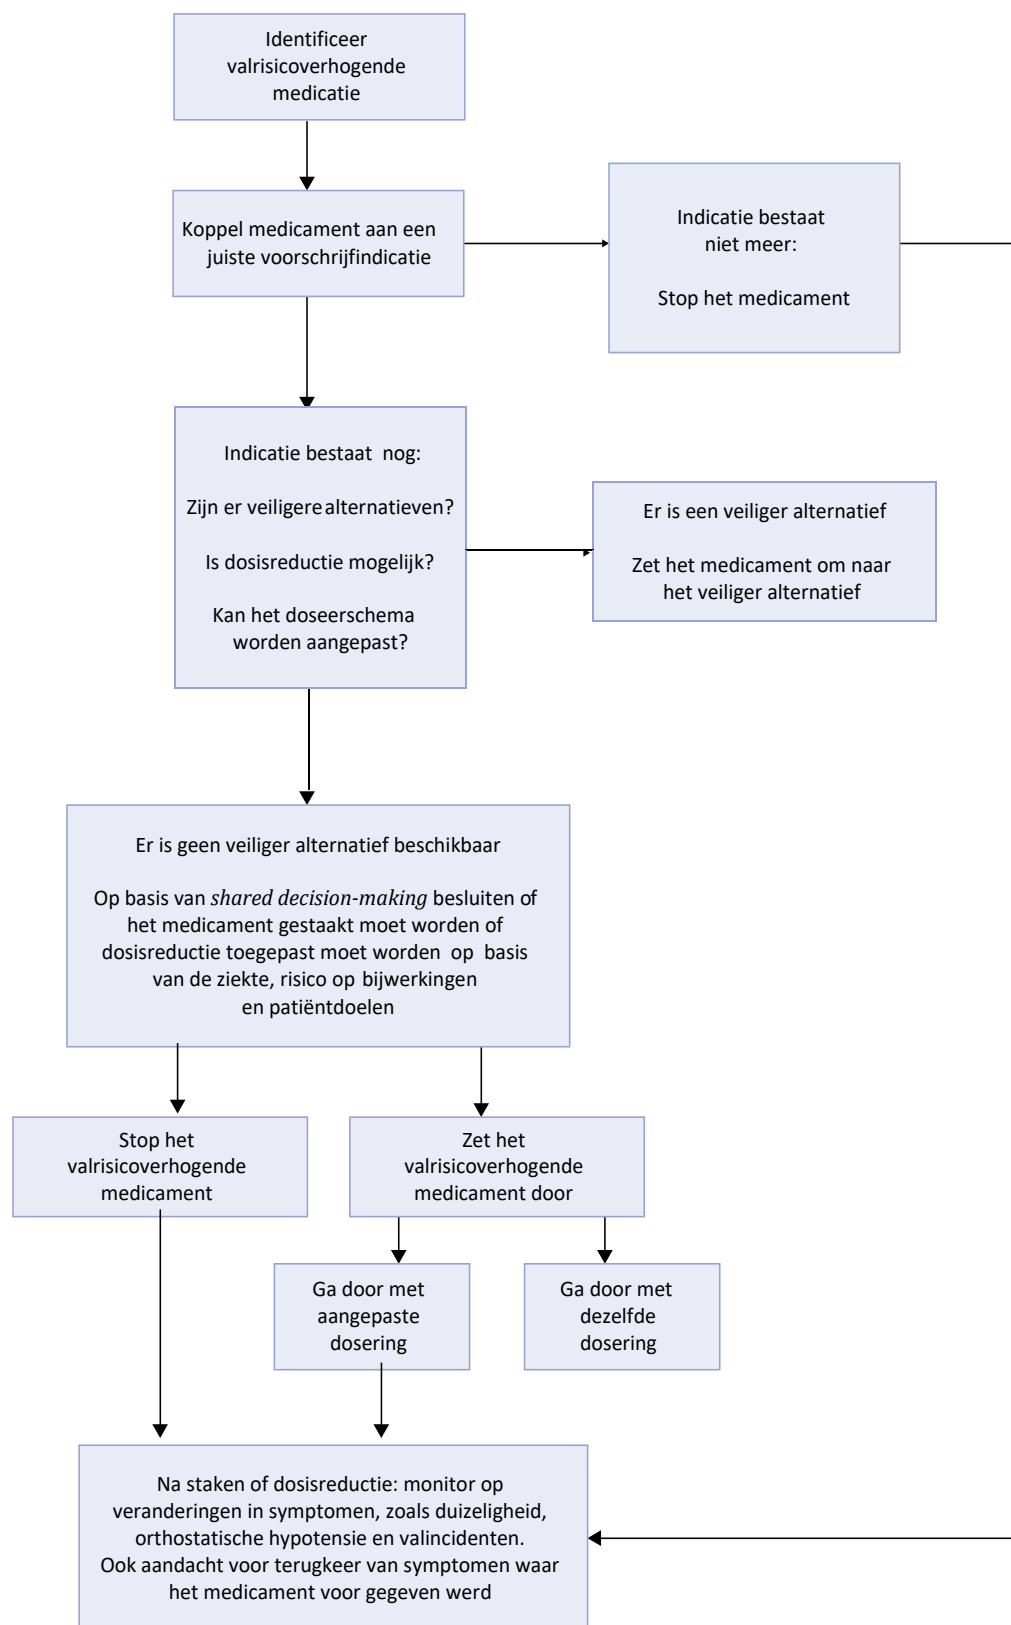 Identificeer
valrisicoverhogende
medicatie
Koppel medicament aan een
juiste voorschrijfindicatie
Indicatie bestaat
niet meer:
Stop het medicament
Indicatie bestaat nog:
Zijn er veiligere alternatieven?
Is dosisreductie mogelijk?
Kan het doseerschema
worden aangepast?
Er is een veiliger alternatief
Zet het medicament om naar
het veiliger alternatief
Er is geen veiliger alternatief beschikbaar
Op basis van shared decision-making besluiten of
het medicament gestaakt moet worden of
dosisreductie toegepast moet worden op basis
van de ziekte, risico op bijwerkingen
en patiëntdoelen
Stop het
valrisicoverhogende
medicament
Zet het
valrisicoverhogende
medicament door
Ga door met
aangepaste
dosering
Ga door met
dezelfde
dosering
Na staken of dosisreductie: monitor op
veranderingen in symptomen, zoals duizeligheid,
orthostatische hypotensie en valincidenten.
Ook aandacht voor terugkeer van symptomen waar
het medicament voor gegeven werd